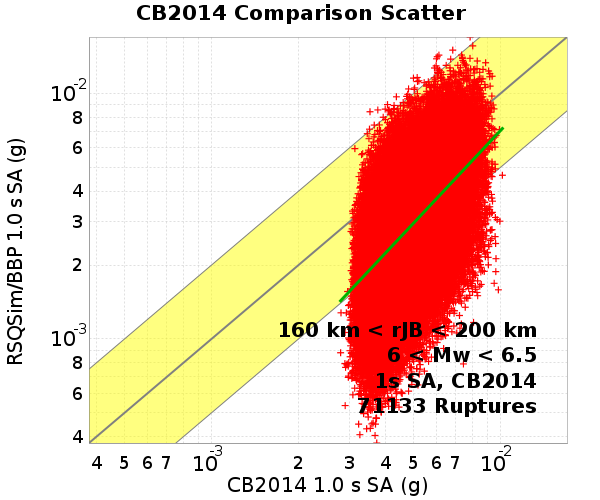 CB2014 Comparison Scatter
RSQSim/BBP 1.0 s SA (g)
10-2
8
6
4
3
2
10-3
8
6
4
160 km < rJB < 200 km
6 < Mw < 6.5
1s SA, CB2014
71133 Ruptures
4 5 6 7 10-3 2 3 4 5 6 7 10-2
CB2014 1.0 s SA (g)